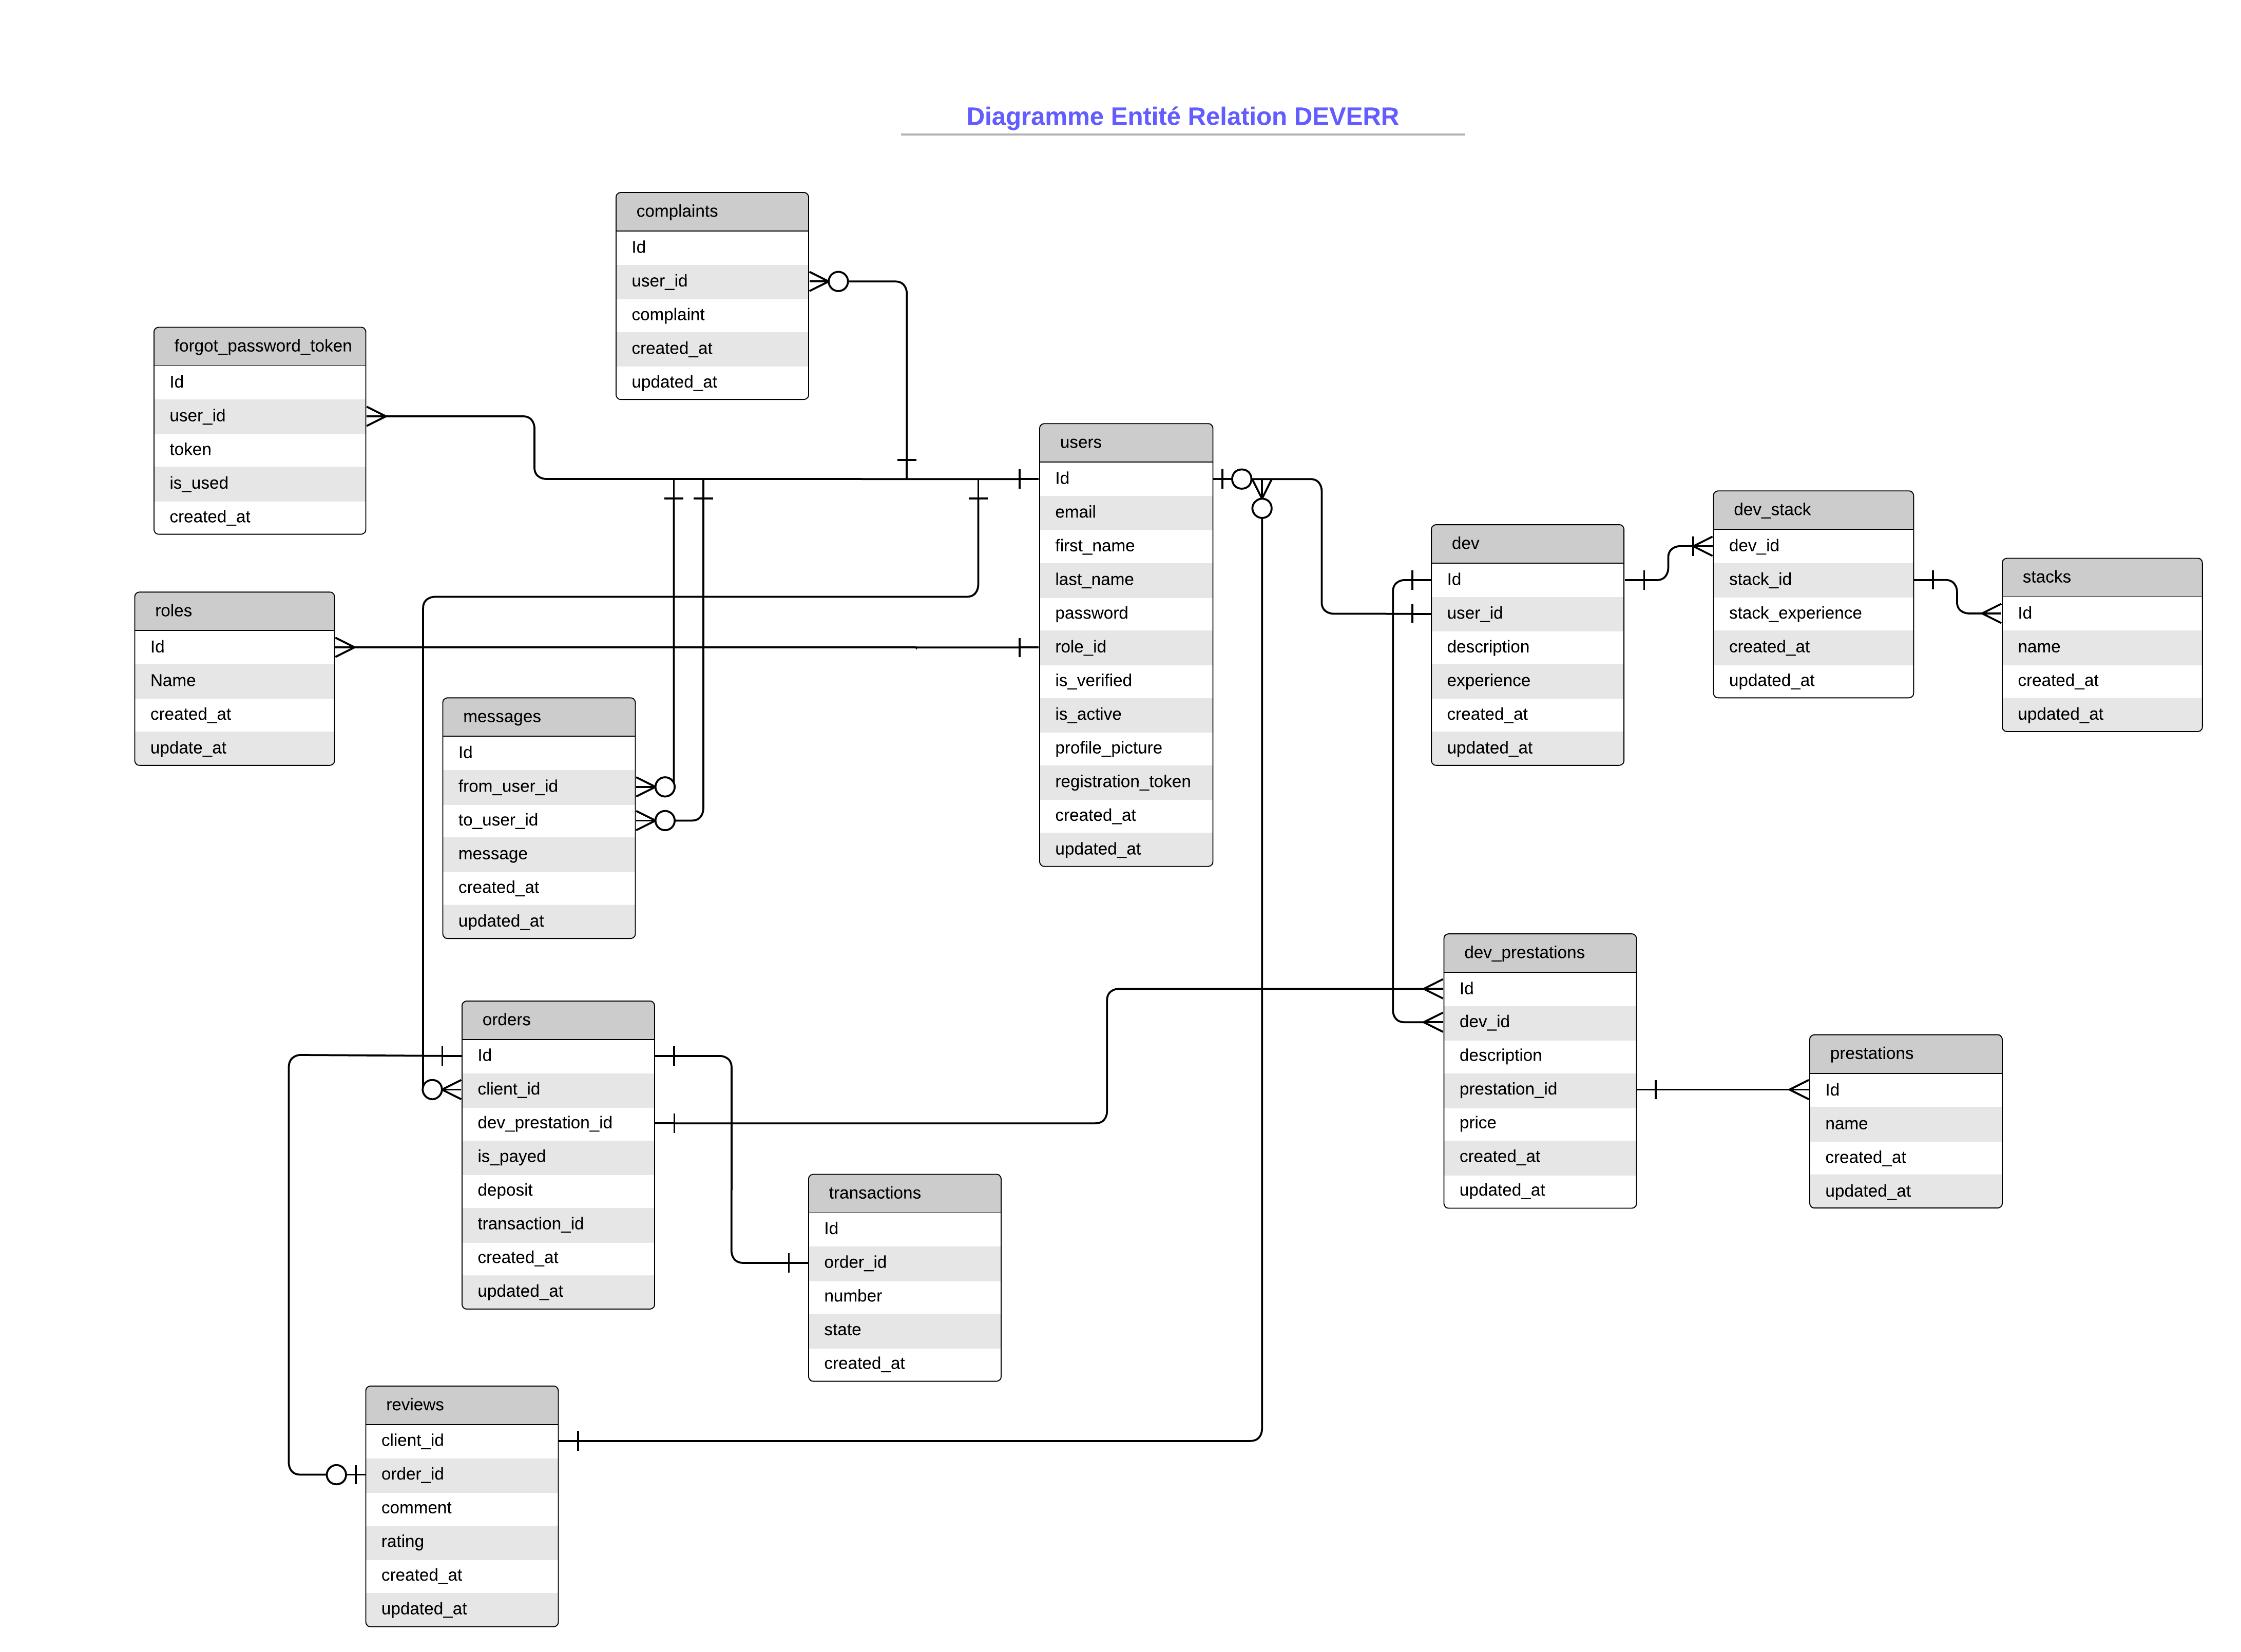 Diagramme Entité Relation DEVERR
complaints
Id
user_id
complaint
created_at
updated_at
forgot_password_token
Id
user_id
token
is_used
created_at
users
Id
email
first_name
last_name
password
role_id
is_verified
is_active
profile_picture
registration_token
created_at
updated_at
dev
Id
user_id
description
experience
created_at
updated_at
dev_stack
dev_id
stack_id
stack_experience
created_at
updated_at
stacks
Id
name
created_at
updated_at
roles
Id
Name
created_at
update_at
messages
Id
from_user_id
to_user_id
message
created_at
updated_at
dev_prestations
Id
dev_id
description
prestation_id
price
created_at
updated_at
prestations
Id
name
created_at
updated_at
orders
Id
client_id
dev_prestation_id
is_payed
deposit
transaction_id
created_at
updated_at
transactions
Id
order_id
number
state
created_at
reviews
client_id
order_id
comment
rating
created_at
updated_at